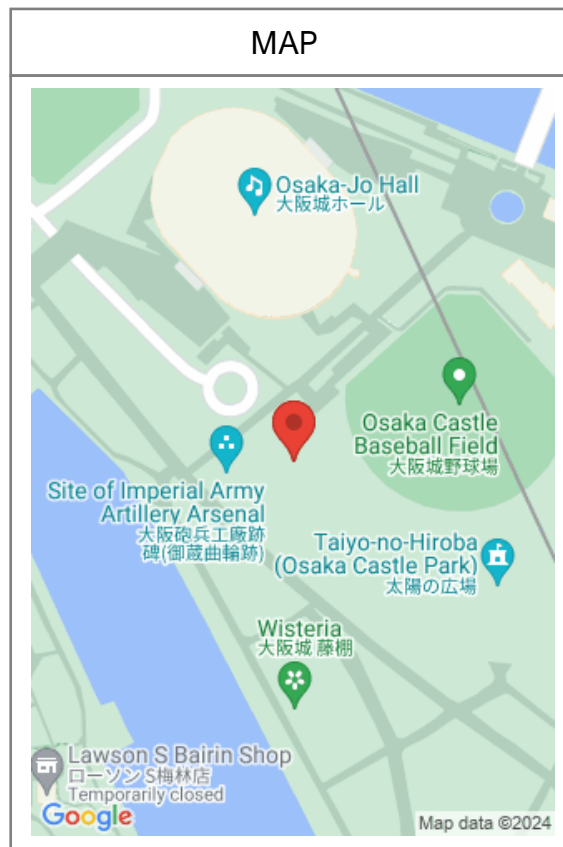 MAP
Osaka-Jo Hall
大阪城ホール
Osaka Castle
Baseball Field
大阪城野球場
Site of Imperial Army
Artillery Arsenal
大阪砲兵工廠跡
碑(御蔵曲輪跡)
Taiyo-no-Hiroba
(Osaka Castle Park)
太陽の広場
Wisteria
大阪城 藤棚
Lawson S Bairin Shop
ローソン S梅林店
Temporarily closed
Google
Map data ©2024